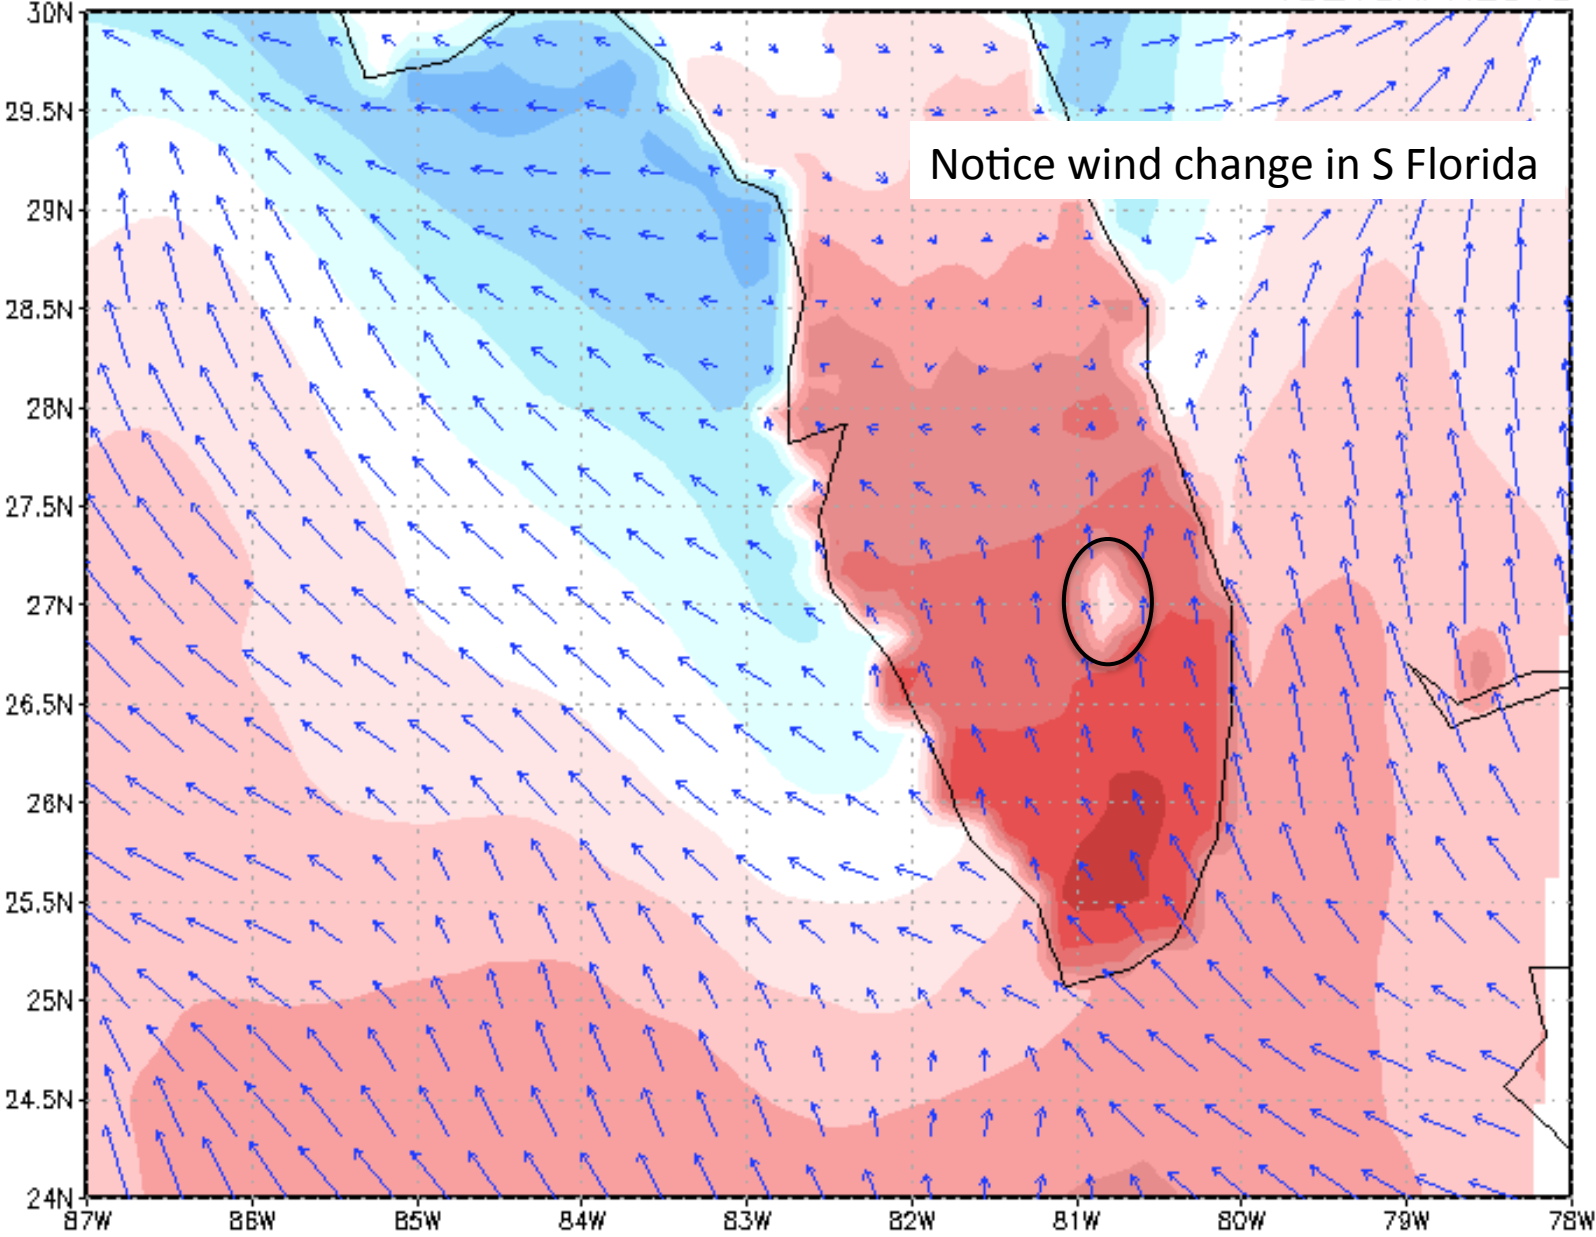 30N
29.5N
Notice wind change in S Florida
29N
28.5N
28N
27.5N
27N
26.5N
26N
25.5N
25N
24.5N
24N
87W 86W 85W 84W 83W 82W 81W 80W 79W 78W